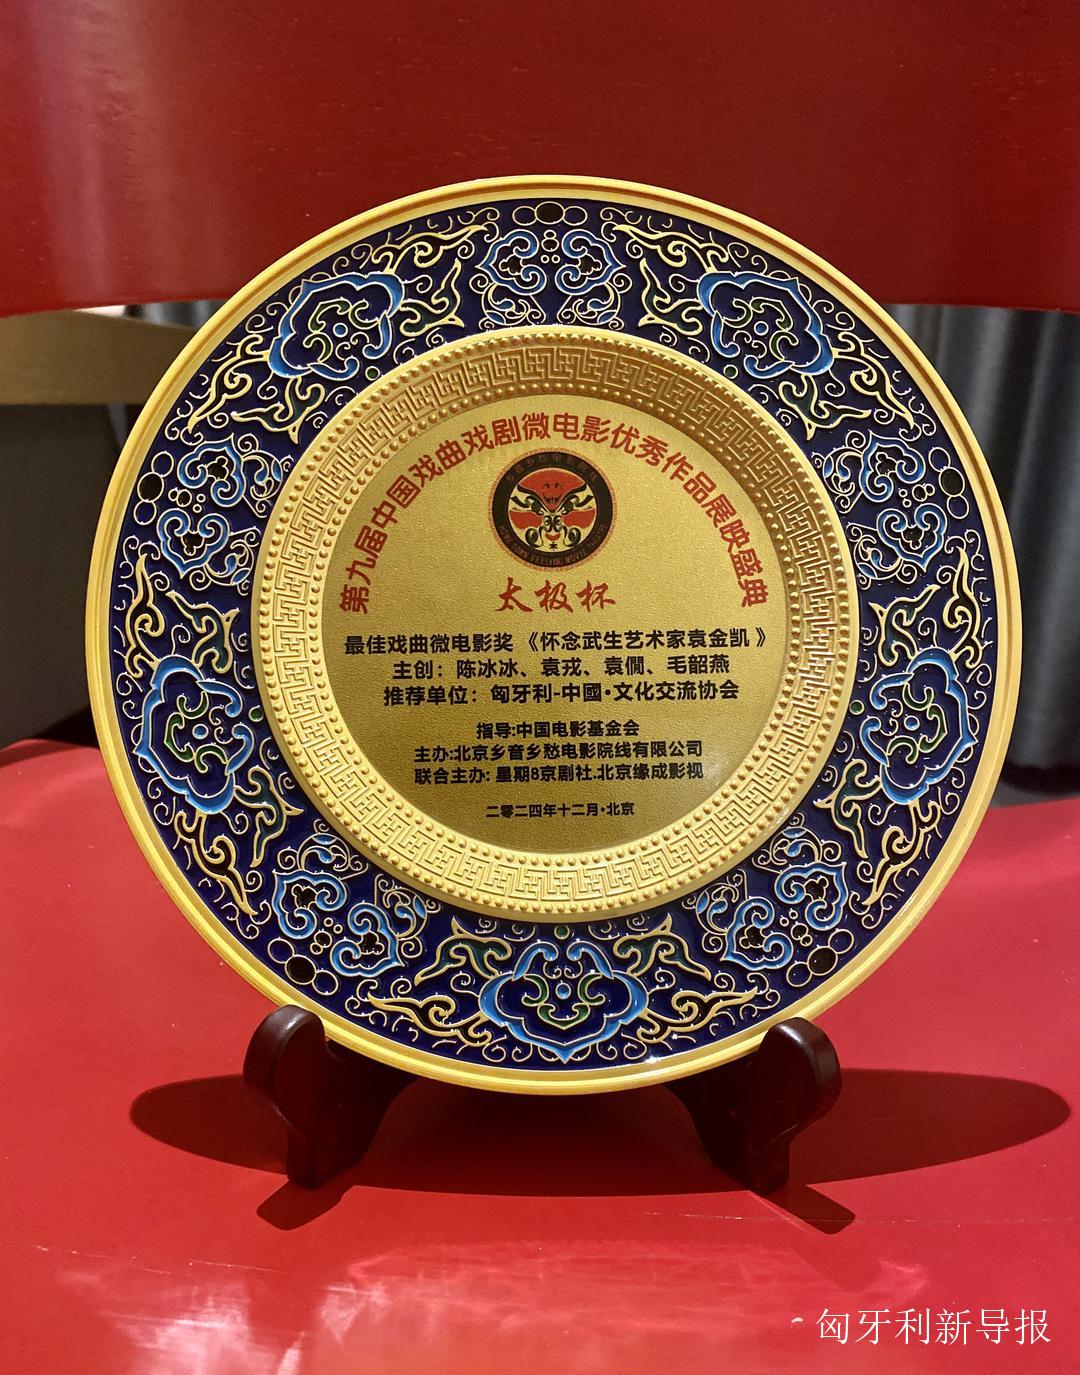 第九届中国戏曲戏剧微电影优秀作品展映盛典
太极杯
最佳戏曲微电影奖 《怀念武生艺术家袁金凯 》
主创：陈冰冰、袁戎、袁僩、毛韶燕
推荐单位：匈牙利-中國·文化交流协会
指导:中国电影基金会
主办:北京乡音乡愁电影院线有限公司
联合主办: 星期8京剧社.北京缘成影视
二零二四年十二月·北京
匈牙利新导报